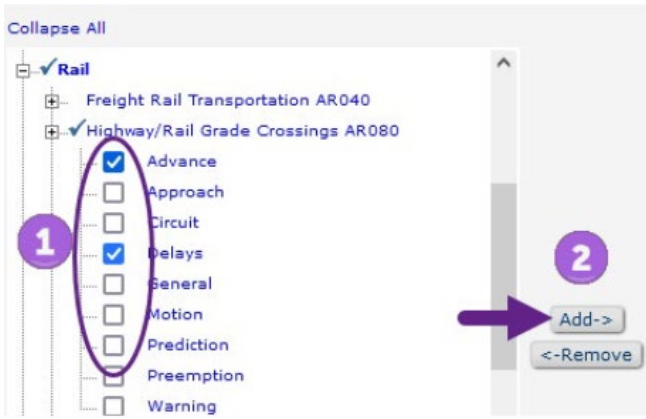 Collapse All
Rail
Freight Rail Transportation AR040
Highway/Rail Grade Crossings AR080
Advance
Approach
Circuit
1
Delays
2
General
Motion
Add->
Prediction
<-Remove
Preemption
Warning